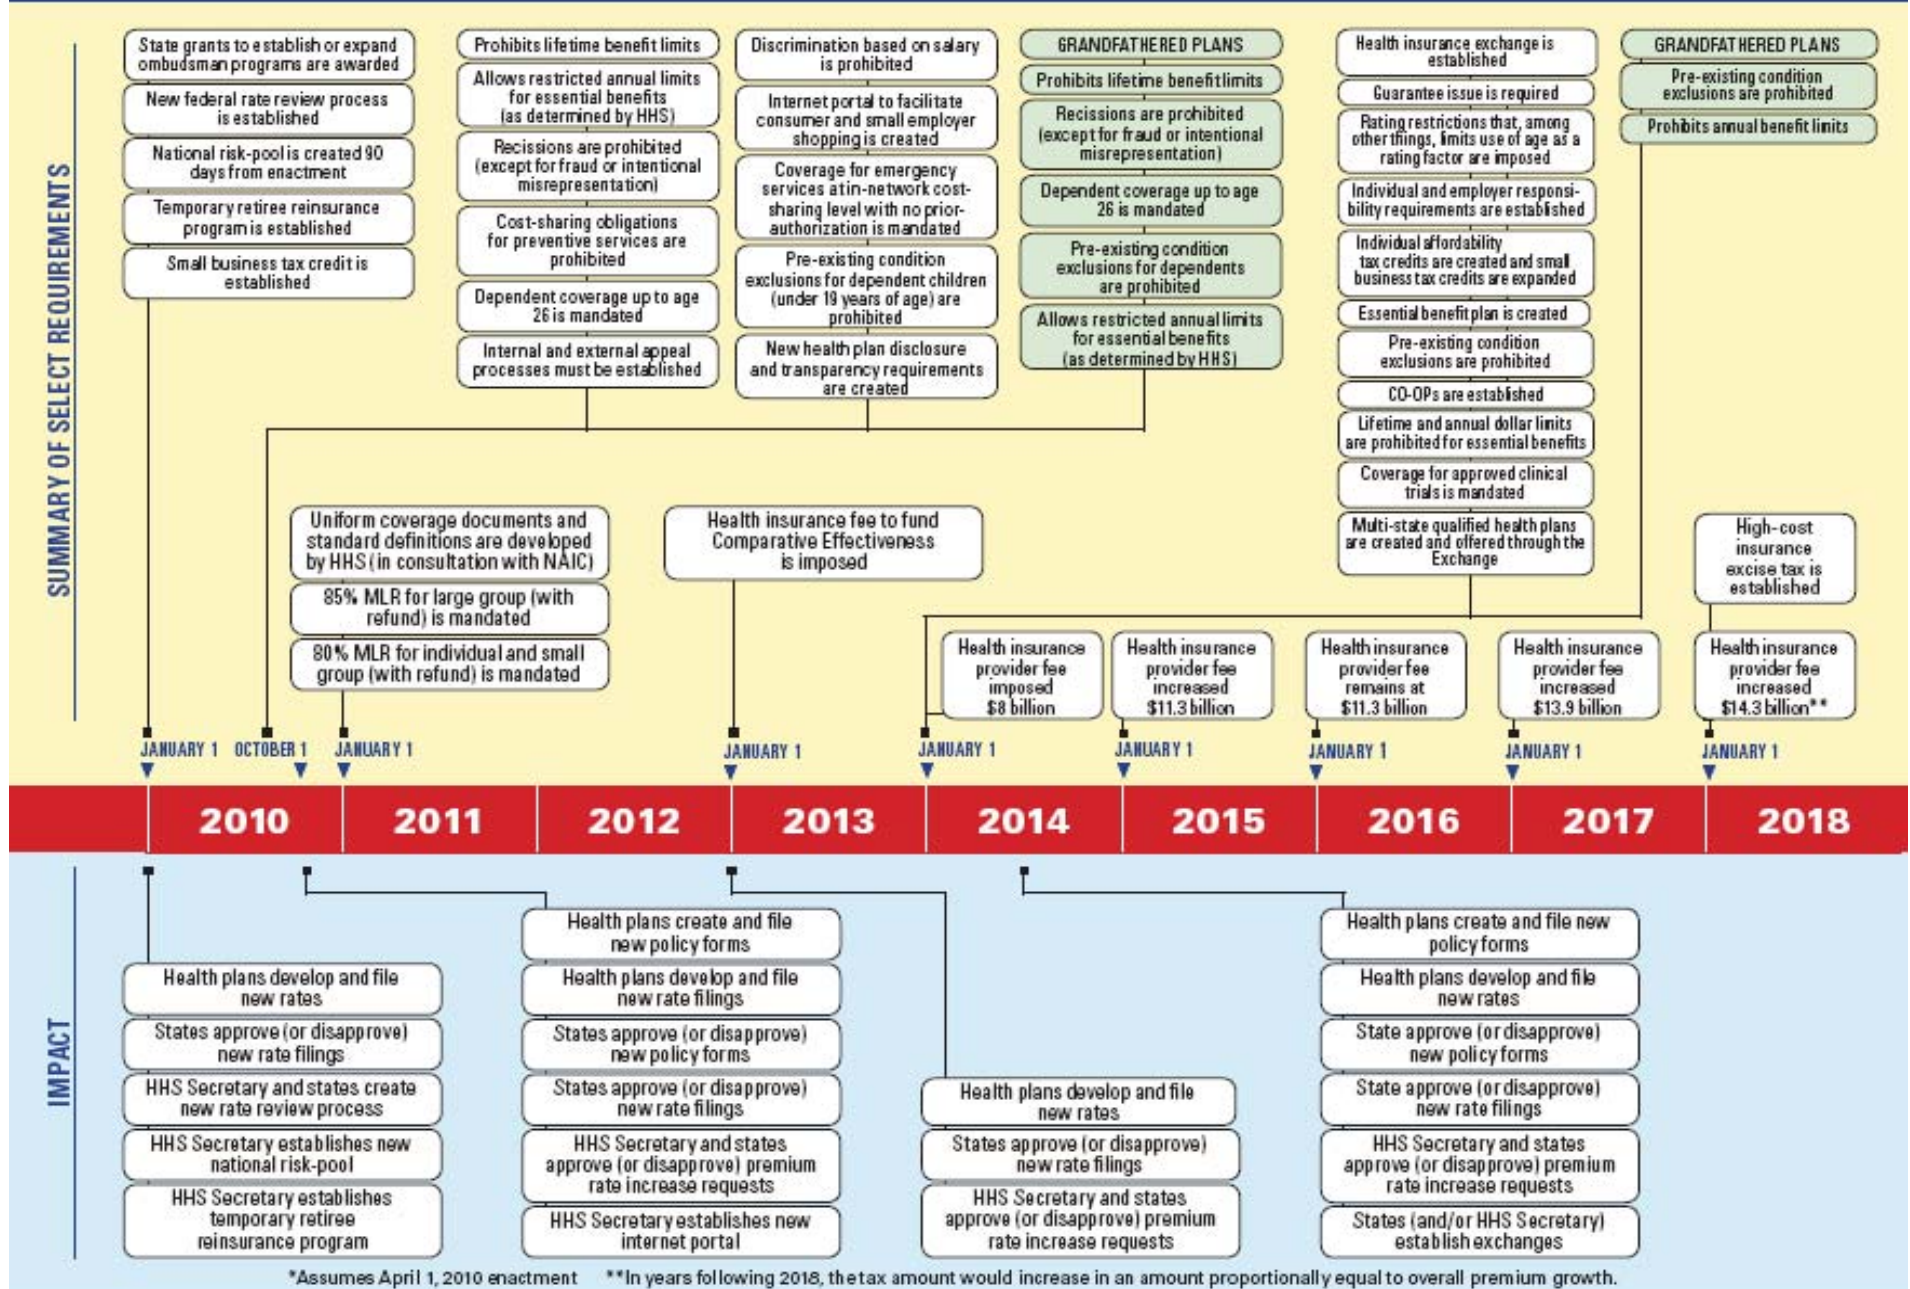 SUMMARY OF SELECT REQUIREMENTS
State grants to establish or expand
ombudsman programs are awarded
New federal rate review process
is established
National risk-pool is created 90
days from enactment
Temporary retiree reinsurance
program is established
Small business tax credit is
established
Prohibits lifetime benefit limits
Allows restricted annual limits
for essential benefits
(as determined by HHS)
Recissions are prohibited
(except for fraud or intentional
misrepresentation)
Cost-sharing obligations
for preventive services are
prohibited
Dependent coverage up to age
26 is mandated
Internal and external appeal
processes must be established
Discrimination based on salary
is prohibited
Internet portal to facilitate
consumer and small employer
shopping is created
Coverage for emergency
services at in-network cost-
sharing level with no prior-
authorization is mandated
Pre-existing condition
exclusions for dependent children
(under 19 years of age) are
prohibited
New health plan disclosure
and transparency requirements
are created
GRANDFATHERED PLANS
Prohibits lifetime benefit limits
Recissions are prohibited
(except for fraud or intentional
misrepresentation)
Dependent coverage up to age
26 is mandated
Pre-existing condition
exclusions for dependents
are prohibited
Allows restricted annual limits
for essential benefits
(as determined by HHS)
Health insurance exchange is
established
Guarantee issue is required
Rating restrictions that, among
other things, limits use of age as a
rating factor are imposed
Individual and employer responsi-
bility requirements are established
Individual affordability
tax credits are created and small
business tax credits are expanded
Essential benefit plan is created
Pre-existing condition
exclusions are prohibited
CO-OPs are established
Lifetime and annual dollar limits
are prohibited for essential benefits
Coverage for approved clinical
trials is mandated
Multi-state qualified health plans
are created and offered through the
Exchange
GRANDFATHERED PLANS
Pre-existing condition
exclusions are prohibited
Prohibits annual benefit limits
Uniform coverage documents and
standard definitions are developed
by HHS (in consultation with NAIC)
85% MLR for large group (with
refund) is mandated
80% MLR for individual and small
group (with refund) is mandated
Health insurance fee to fund
Comparative Effectiveness
is imposed
High-cost
insurance
excise tax is
established
Health insurance
provider fee
imposed
$8 billion
Health insurance
provider fee
increased
$11.3 billion
Health insurance
provider fee
remains at
$11.3 billion
Health insurance
provider fee
increased
$13.9 billion
Health insurance
provider fee
increased
$14.3 billion**
JANUARY 1
OCTOBER 1
JANUARY 1
JANUARY 1
JANUARY 1
JANUARY 1
JANUARY 1
JANUARY 1
JANUARY 1
2010
2011
2012
2013
2014
2015
2016
2017
2018
IMPACT
Health plans develop and file
new rates
States approve (or disapprove)
new rate filings
HHS Secretary and states create
new rate review process
HHS Secretary establishes new
national risk-pool
HHS Secretary establishes
temporary retiree
reinsurance program
Health plans create and file
new policy forms
Health plans develop and file
new rate filings
States approve (or disapprove)
new policy forms
States approve (or disapprove)
new rate filings
HHS Secretary and states
approve (or disapprove) premium
rate increase requests
HHS Secretary establishes new
internet portal
Health plans develop and file
new rates
States approve (or disapprove)
new rate filings
HHS Secretary and states
approve (or disapprove) premium
rate increase requests
Health plans create and file new
policy forms
Health plans develop and file
new rates
State approve (or disapprove)
new policy forms
State approve (or disapprove)
new rate filings
HHS Secretary and states
approve (or disapprove) premium
rate increase requests
States (and/or HHS Secretary)
establish exchanges
*Assumes April 1, 2010 enactment **In years following 2018, the tax amount would increase in an amount proportionally equal to overall premium growth.